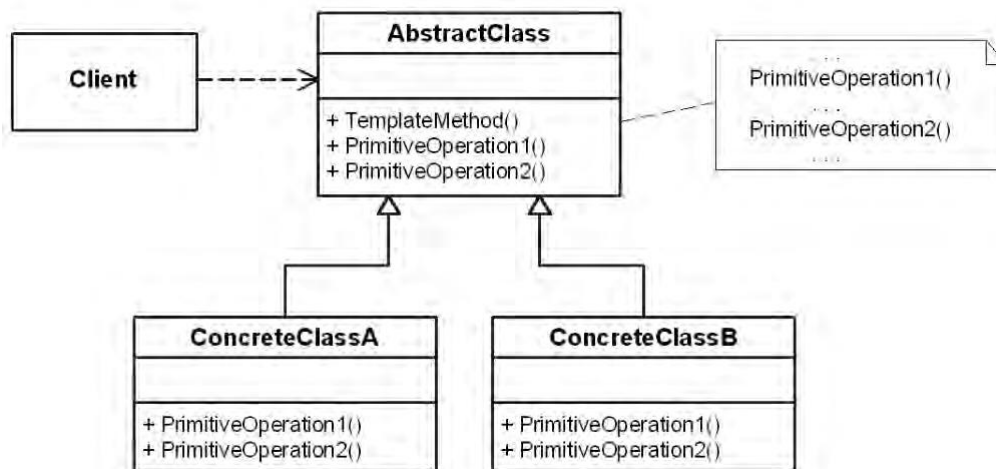 AbstractClass
Client
+ TemplateMethod()
+ PrimitiveOperation1()
+ PrimitiveOperation2()
....
PrimitiveOperation1()
....
PrimitiveOperation2()
.....
ConcreteClassA
+ PrimitiveOperation1()
+ PrimitiveOperation2()
ConcreteClassB
+ PrimitiveOperation1()
+ PrimitiveOperation2()